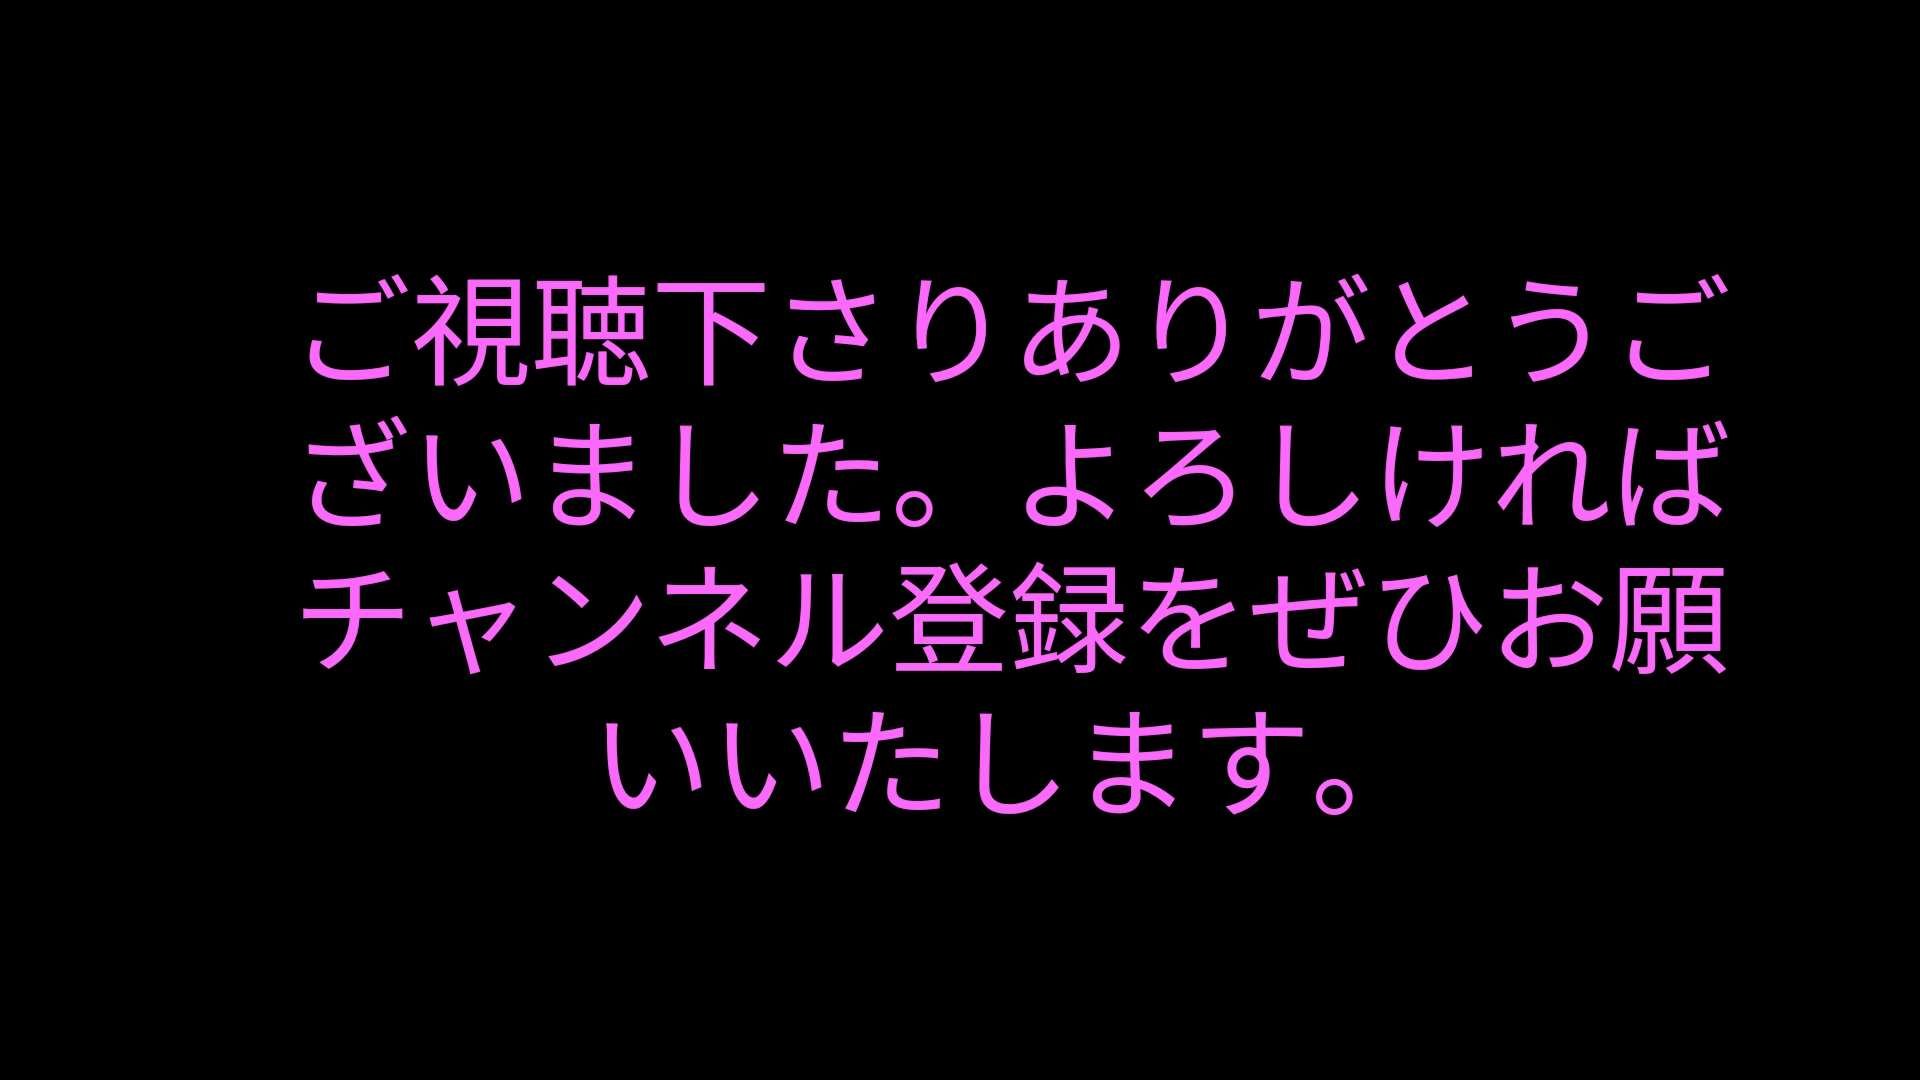 ご視聴下さりありがとうご
ざいました。よろしければ
チャンネル登録をぜひお願
いいたします。